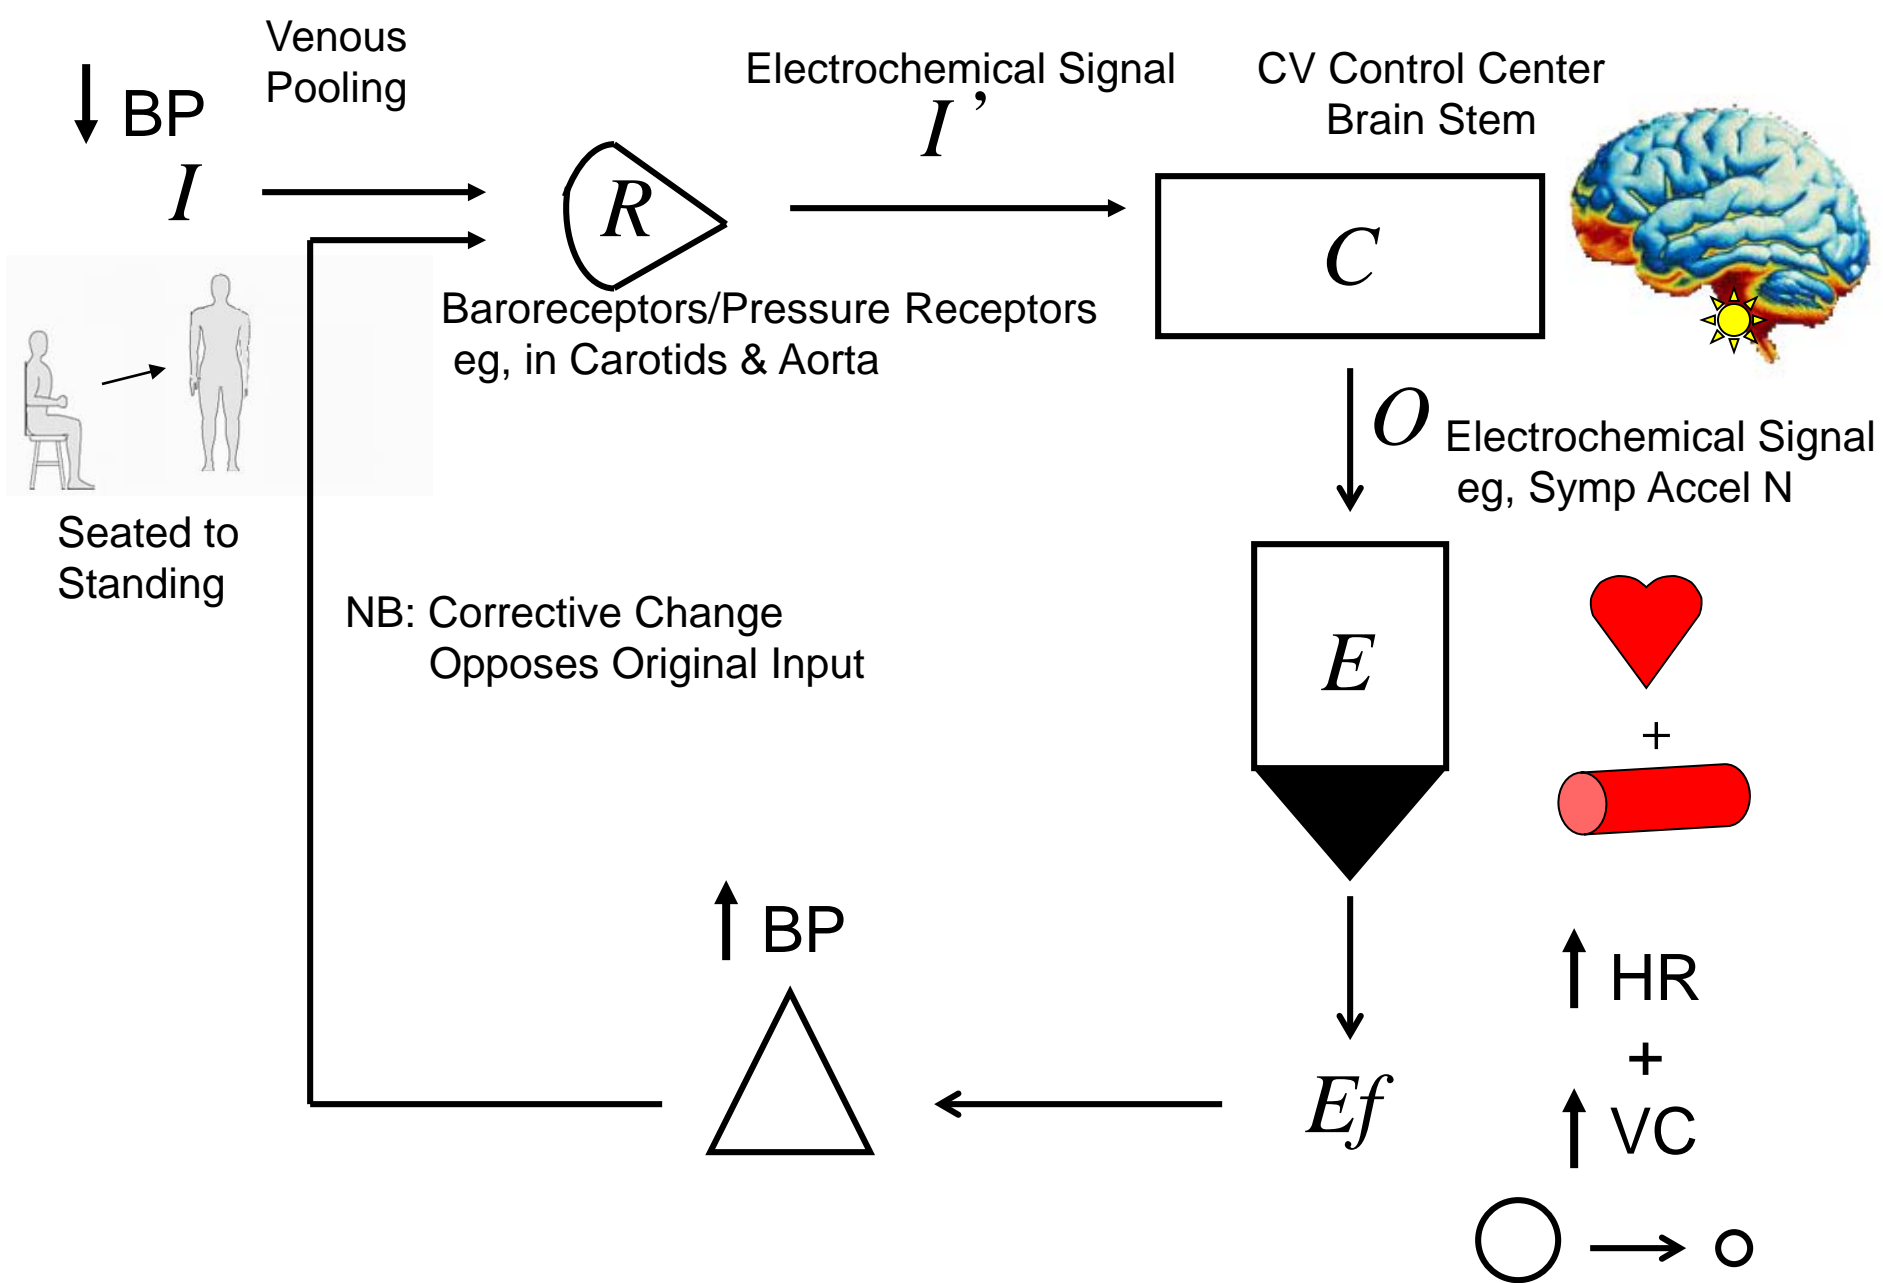 Venous
Pooling
BP
I
Electrochemical Signal
I’
CV Control Center
Brain Stem
R
C
Baroreceptors/Pressure Receptors
eg, in Carotids & Aorta
O
Electrochemical Signal
eg, Symp Accel N
Seated to
Standing
NB: Corrective Change
Opposes Original Input
E
+
BP
HR
+
Ef
VC